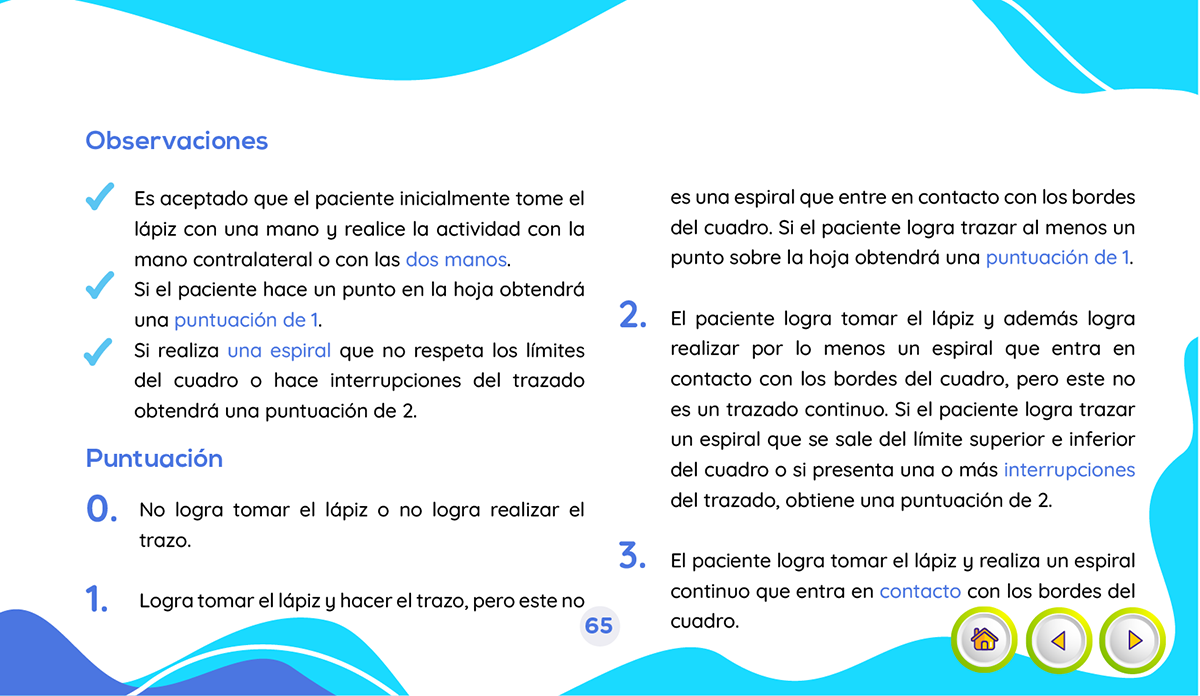 Observaciones
Es aceptado que el paciente inicialmente tome el
lápiz con una mano y realice la actividad con la
mano contralateral o con las dos manos.
Si el paciente hace un punto en la hoja obtendrá
una puntuación de 1.
Si realiza una espiral que no respeta los límites
del cuadro o hace interrupciones del trazado
obtendrá una puntuación de 2.
Puntuación
0. No logra tomar el lápiz o no logra realizar el
trazo.
1. Logra tomar el lápiz y hacer el trazo, pero este no
es una espiral que entre en contacto con los bordes
del cuadro. Si el paciente logra trazar al menos un
punto sobre la hoja obtendrá una puntuación de 1.
2. El paciente logra tomar el lápiz y además logra
realizar por lo menos un espiral que entra en
contacto con los bordes del cuadro, pero este no
es un trazado continuo. Si el paciente logra trazar
un espiral que se sale del límite superior e inferior
del cuadro o si presenta una o más interrupciones
del trazado, obtiene una puntuación de 2.
3. El paciente logra tomar el lápiz y realiza un espiral
continuo que entra en contacto con los bordes del
cuadro.
65